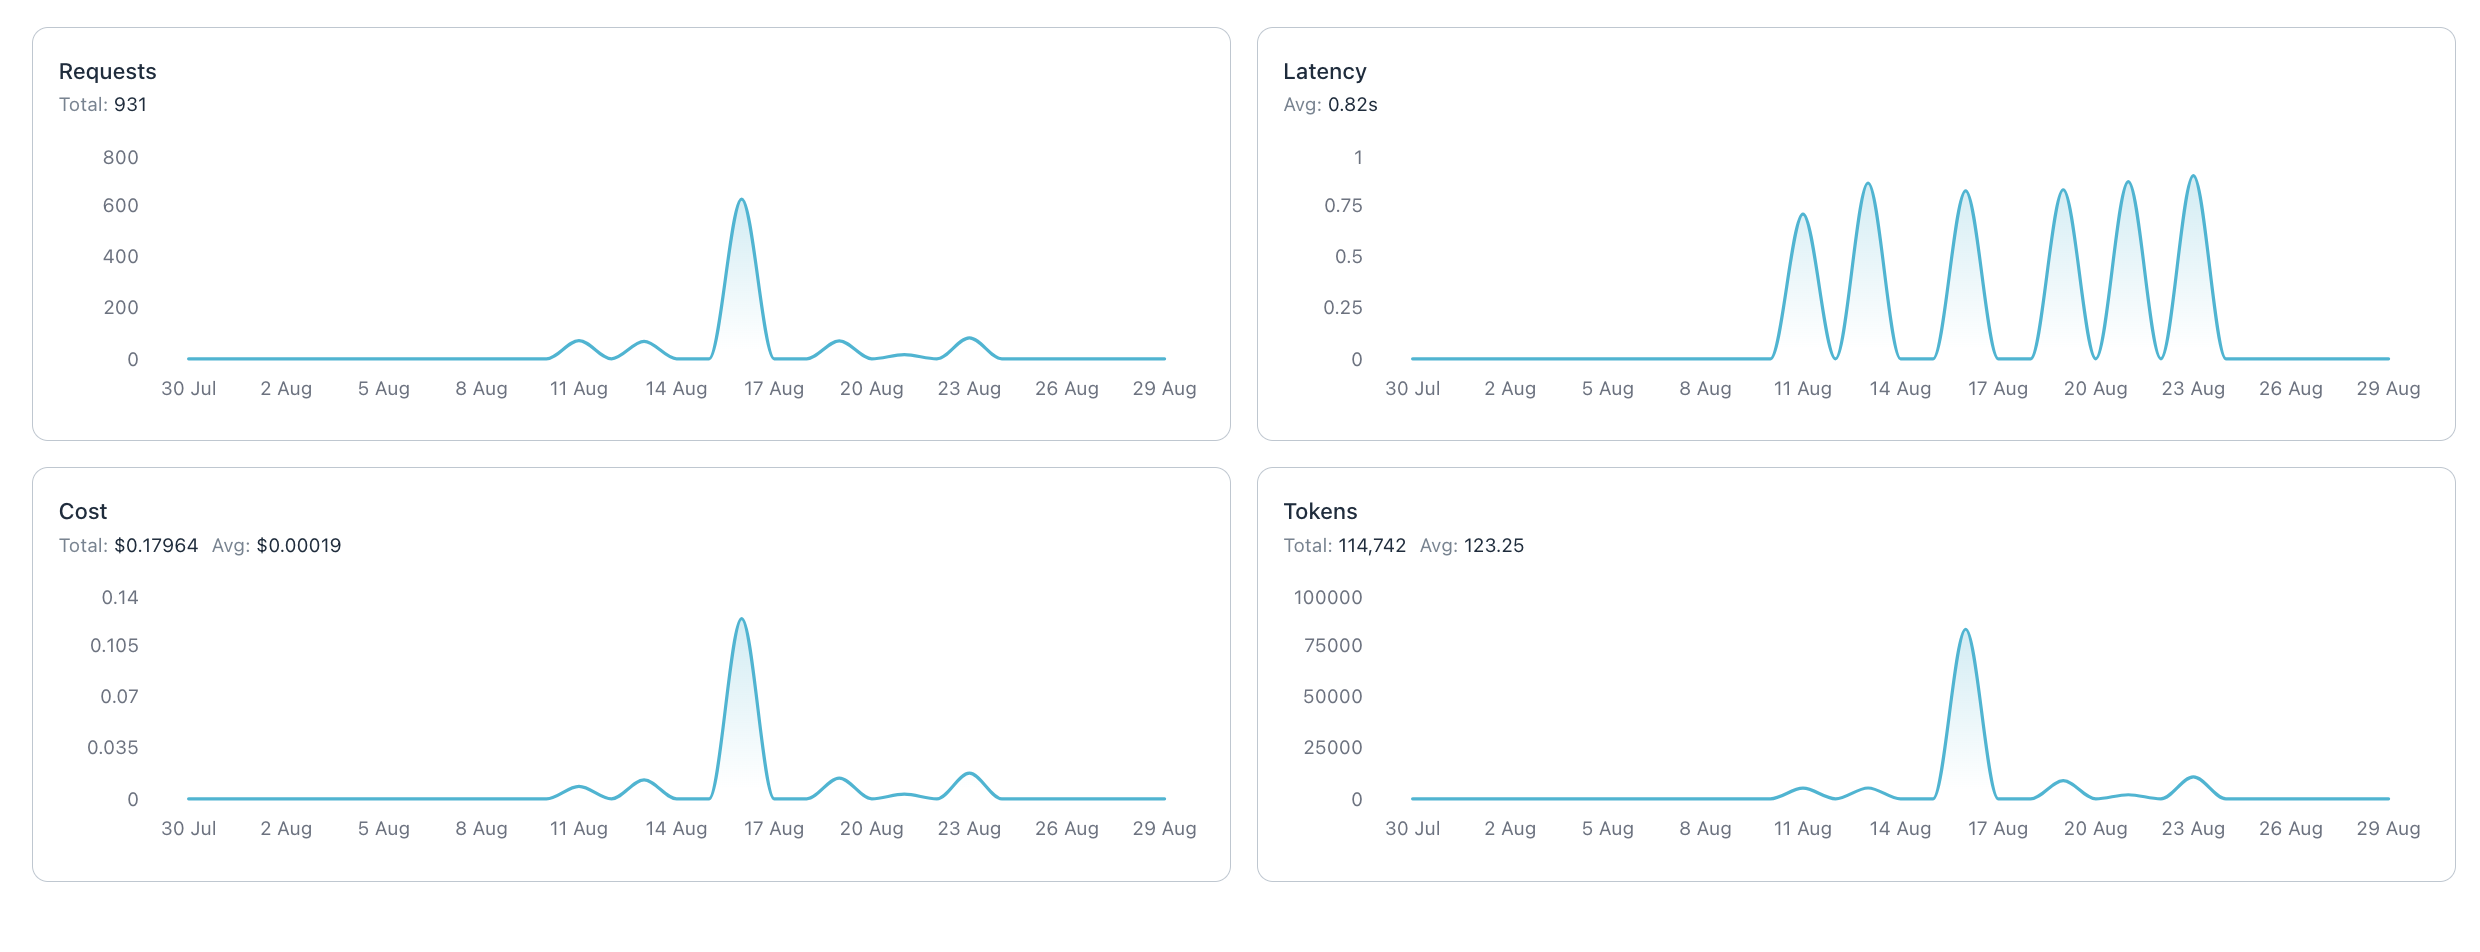 Requests
Total: 931
800
600
400
200
0
30 Jul 2 Aug 5 Aug 8 Aug 11 Aug 14 Aug 17 Aug 20 Aug 23 Aug 26 Aug 29 Aug
Latency
Avg: 0.82s
1
0.75
0.5
0.25
0
30 Jul 2 Aug 5 Aug 8 Aug 11 Aug 14 Aug 17 Aug 20 Aug 23 Aug 26 Aug 29 Aug
Cost
Total: $0.17964 Avg: $0.00019
0.14
0.105
0.07
0.035
0
30 Jul 2 Aug 5 Aug 8 Aug 11 Aug 14 Aug 17 Aug 20 Aug 23 Aug 26 Aug 29 Aug
Tokens
Total: 114,742 Avg: 123.25
100000
75000
50000
25000
0
30 Jul 2 Aug 5 Aug 8 Aug 11 Aug 14 Aug 17 Aug 20 Aug 23 Aug 26 Aug 29 Aug